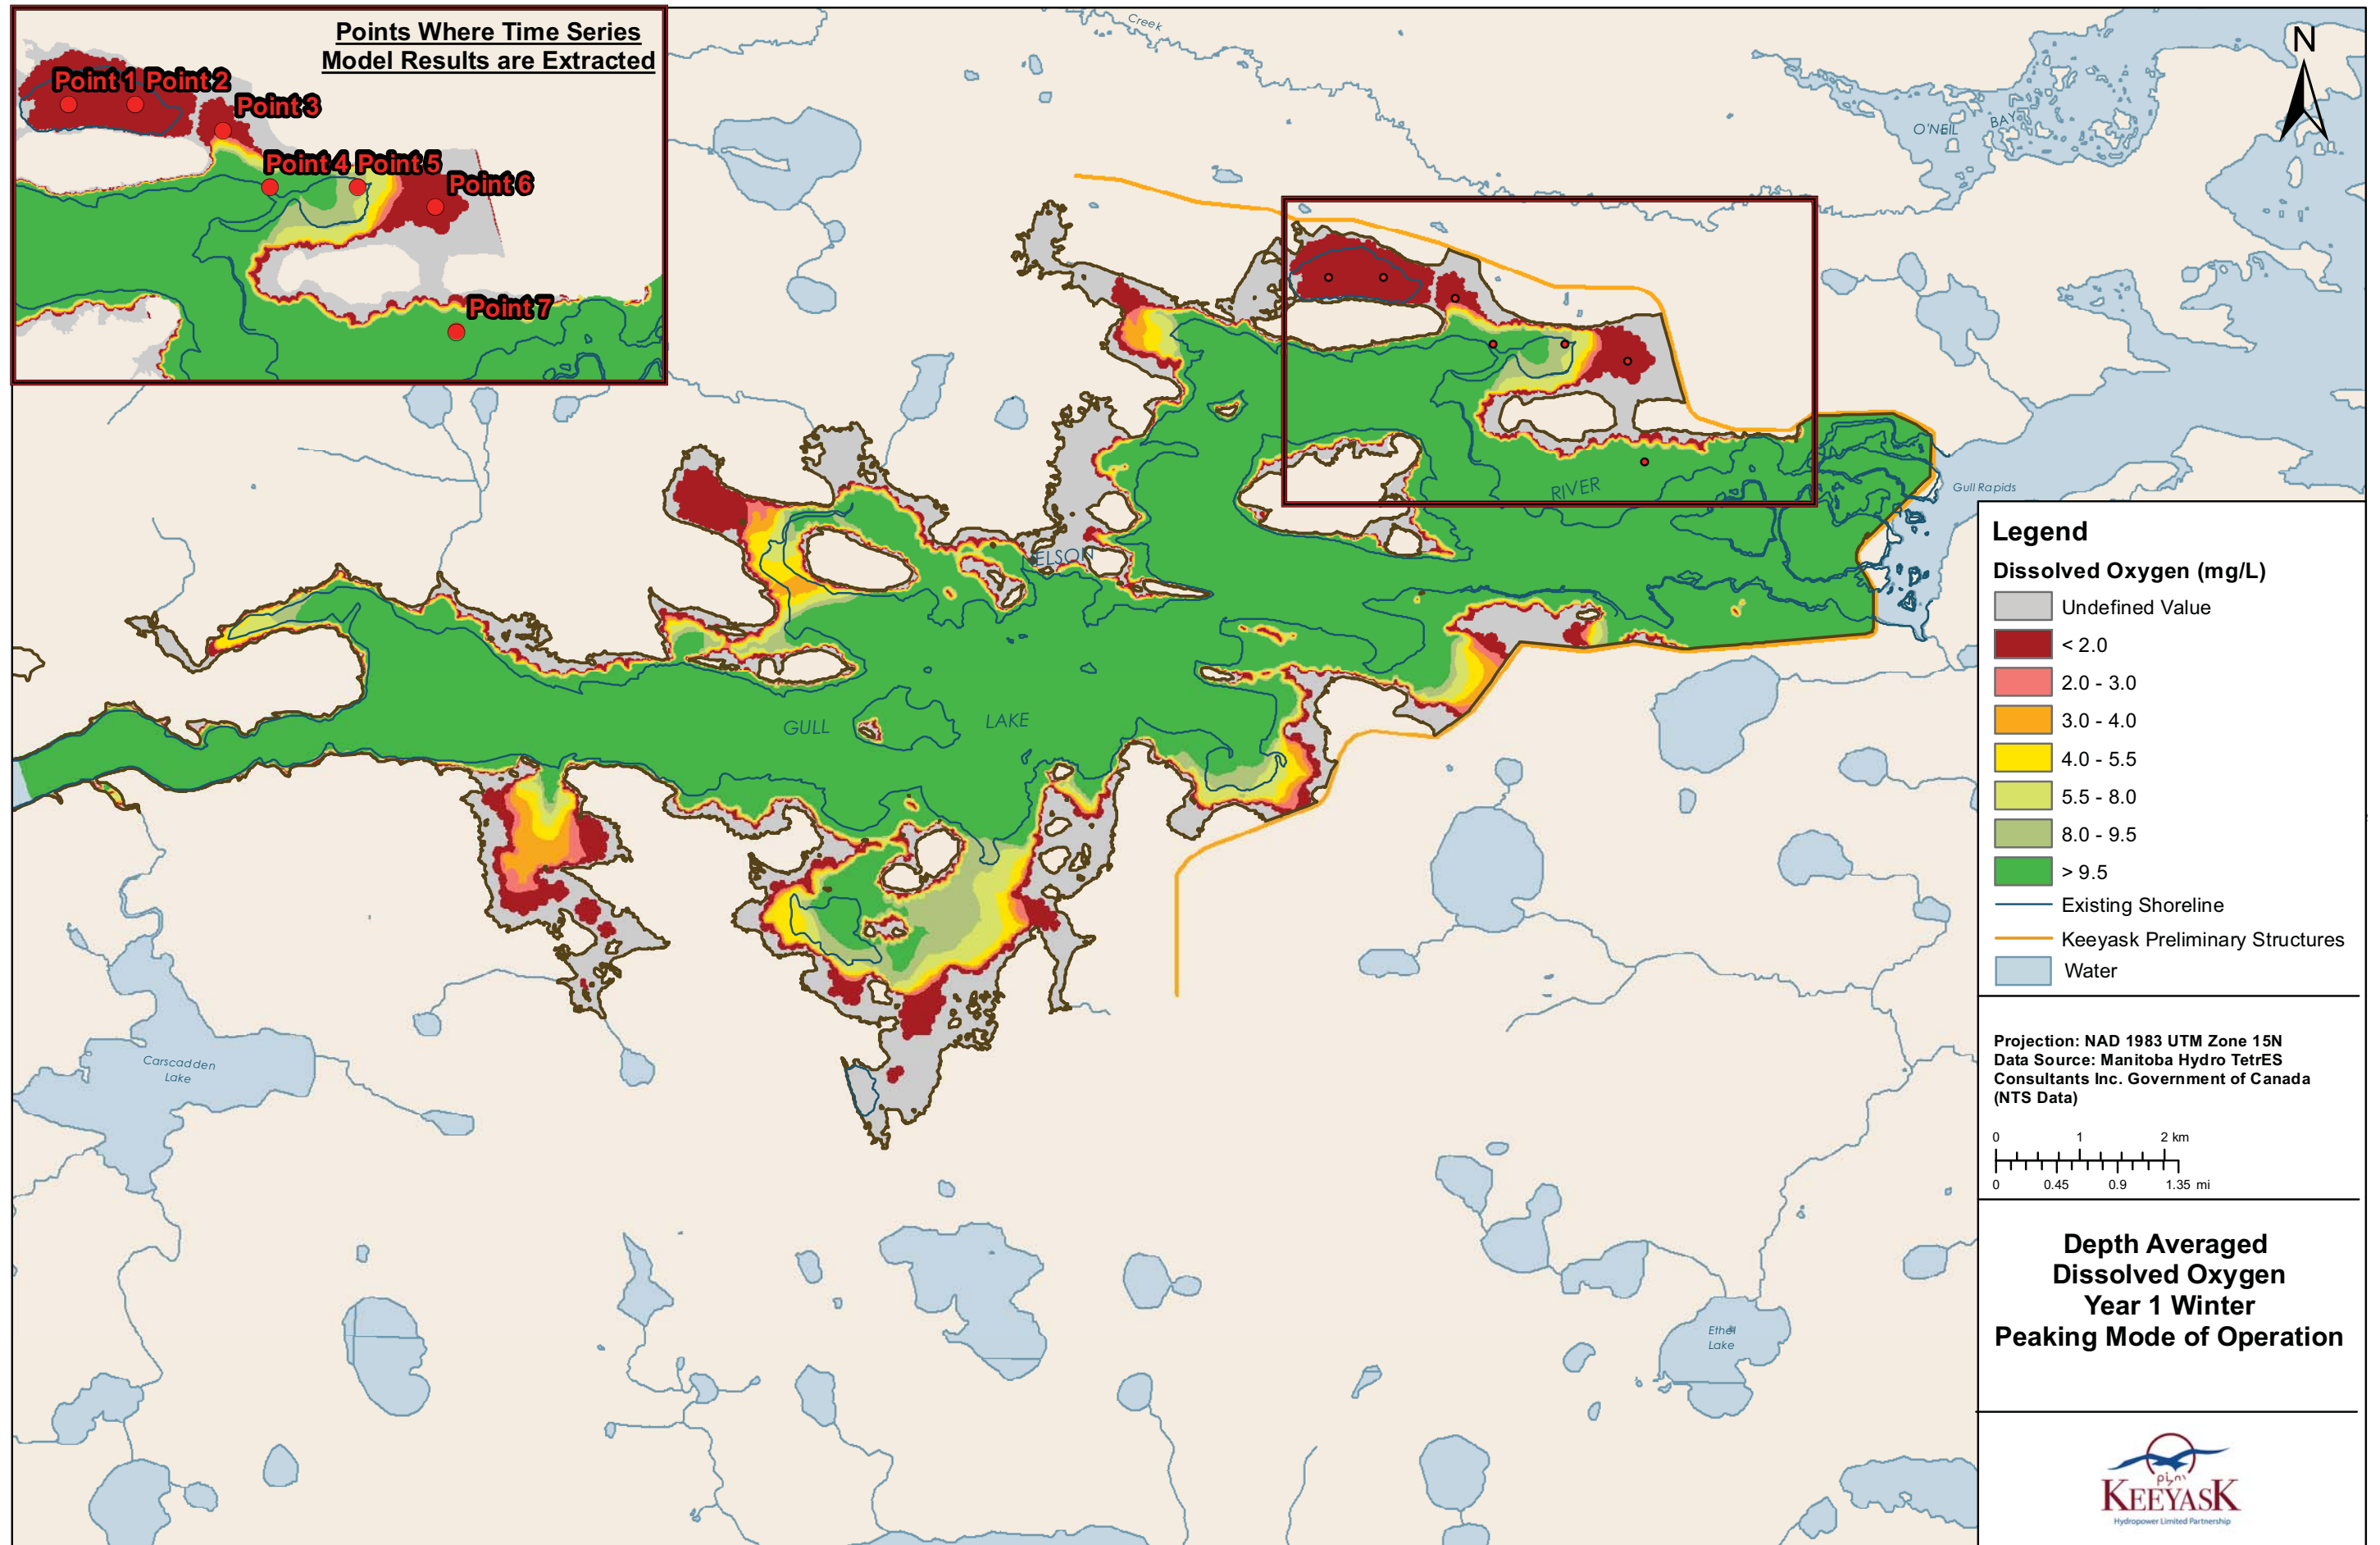 Points Where Time Series
Model Results are Extracted
Point 1 Point 2
Point 3
Point 4 Point 5
Point 6
Point 7
Creek
N
O'NEIL BAY
Gull Rapids
RIVER
NELSON
GULL LAKE
Carscadden
Lake
Ethel
Lake
Legend
Dissolved Oxygen (mg/L)
Undefined Value
< 2.0
2.0 - 3.0
3.0 - 4.0
4.0 - 5.5
5.5 - 8.0
8.0 - 9.5
> 9.5
Existing Shoreline
Keeyask Preliminary Structures
Water
Projection: NAD 1983 UTM Zone 15N
Data Source: Manitoba Hydro TetrES
Consultants Inc. Government of Canada
(NTS Data)
0 1 2 km
0 0.45 0.9 1.35 mi
Depth Averaged
Dissolved Oxygen
Year 1 Winter
Peaking Mode of Operation
KEEYASK
Hydropower Limited Partnership